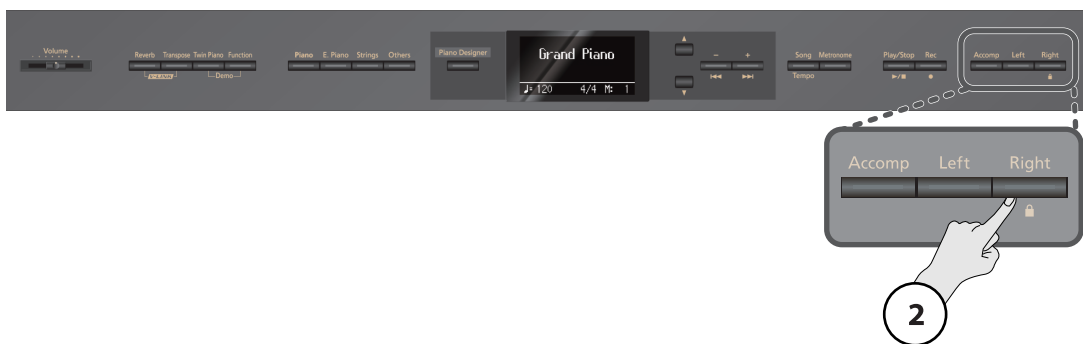 Volume
Reverb Transpose Twin Piano Function
V-LINK
Demo
Piano E. Piano Strings Others
Piano Designer
Grand Piano
♩= 120 4/4 M: 1
- +
Song Metronome
Tempo
Play/Stop Rec
Accomp Left Right
Accomp Left Right
2